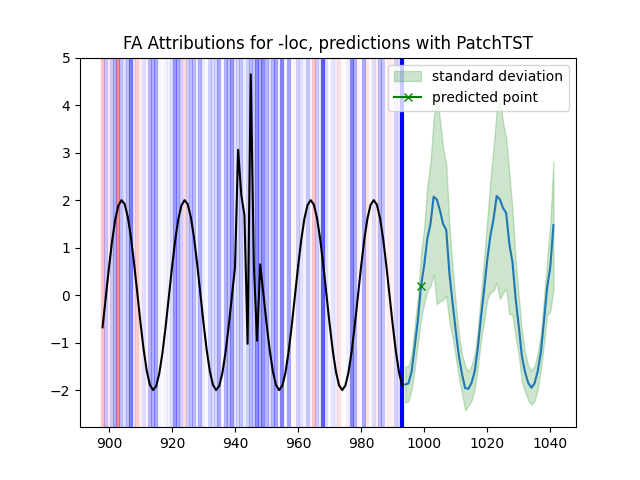 FA Attributions for -loc, predictions with PatchTST
standard deviation
predicted point
5
4
3
2
1
0
−1
−2
900 920 940 960 980 1000 1020 1040